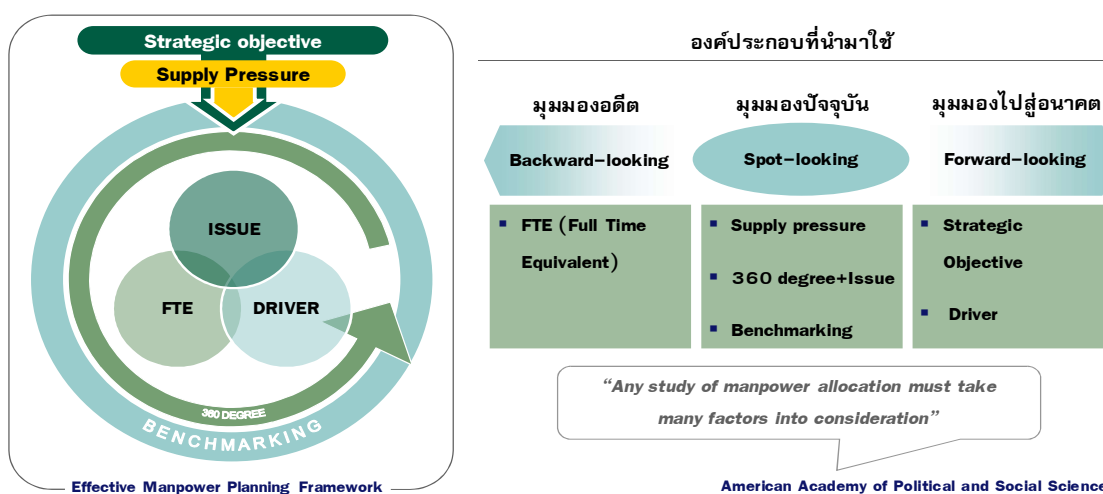 Strategic objective
Supply Pressure
ISSUE
FTE
DRIVER
360 DEGREE
BENCHMARKING
Effective Manpower Planning Framework
องค์ประกอบที่นำมาใช้
มุมมองอดีต
มุมมองปัจจุบัน
มุมมองไปสู่อนาคต
Backward-looking
Spot-looking
Forward-looking
▪ FTE (Full Time
Equivalent)
▪ Supply pressure
▪ 360 degree+Issue
▪ Benchmarking
▪ Strategic
Objective
▪ Driver
“Any study of manpower allocation must take
many factors into consideration”
American Academy of Political and Social Science